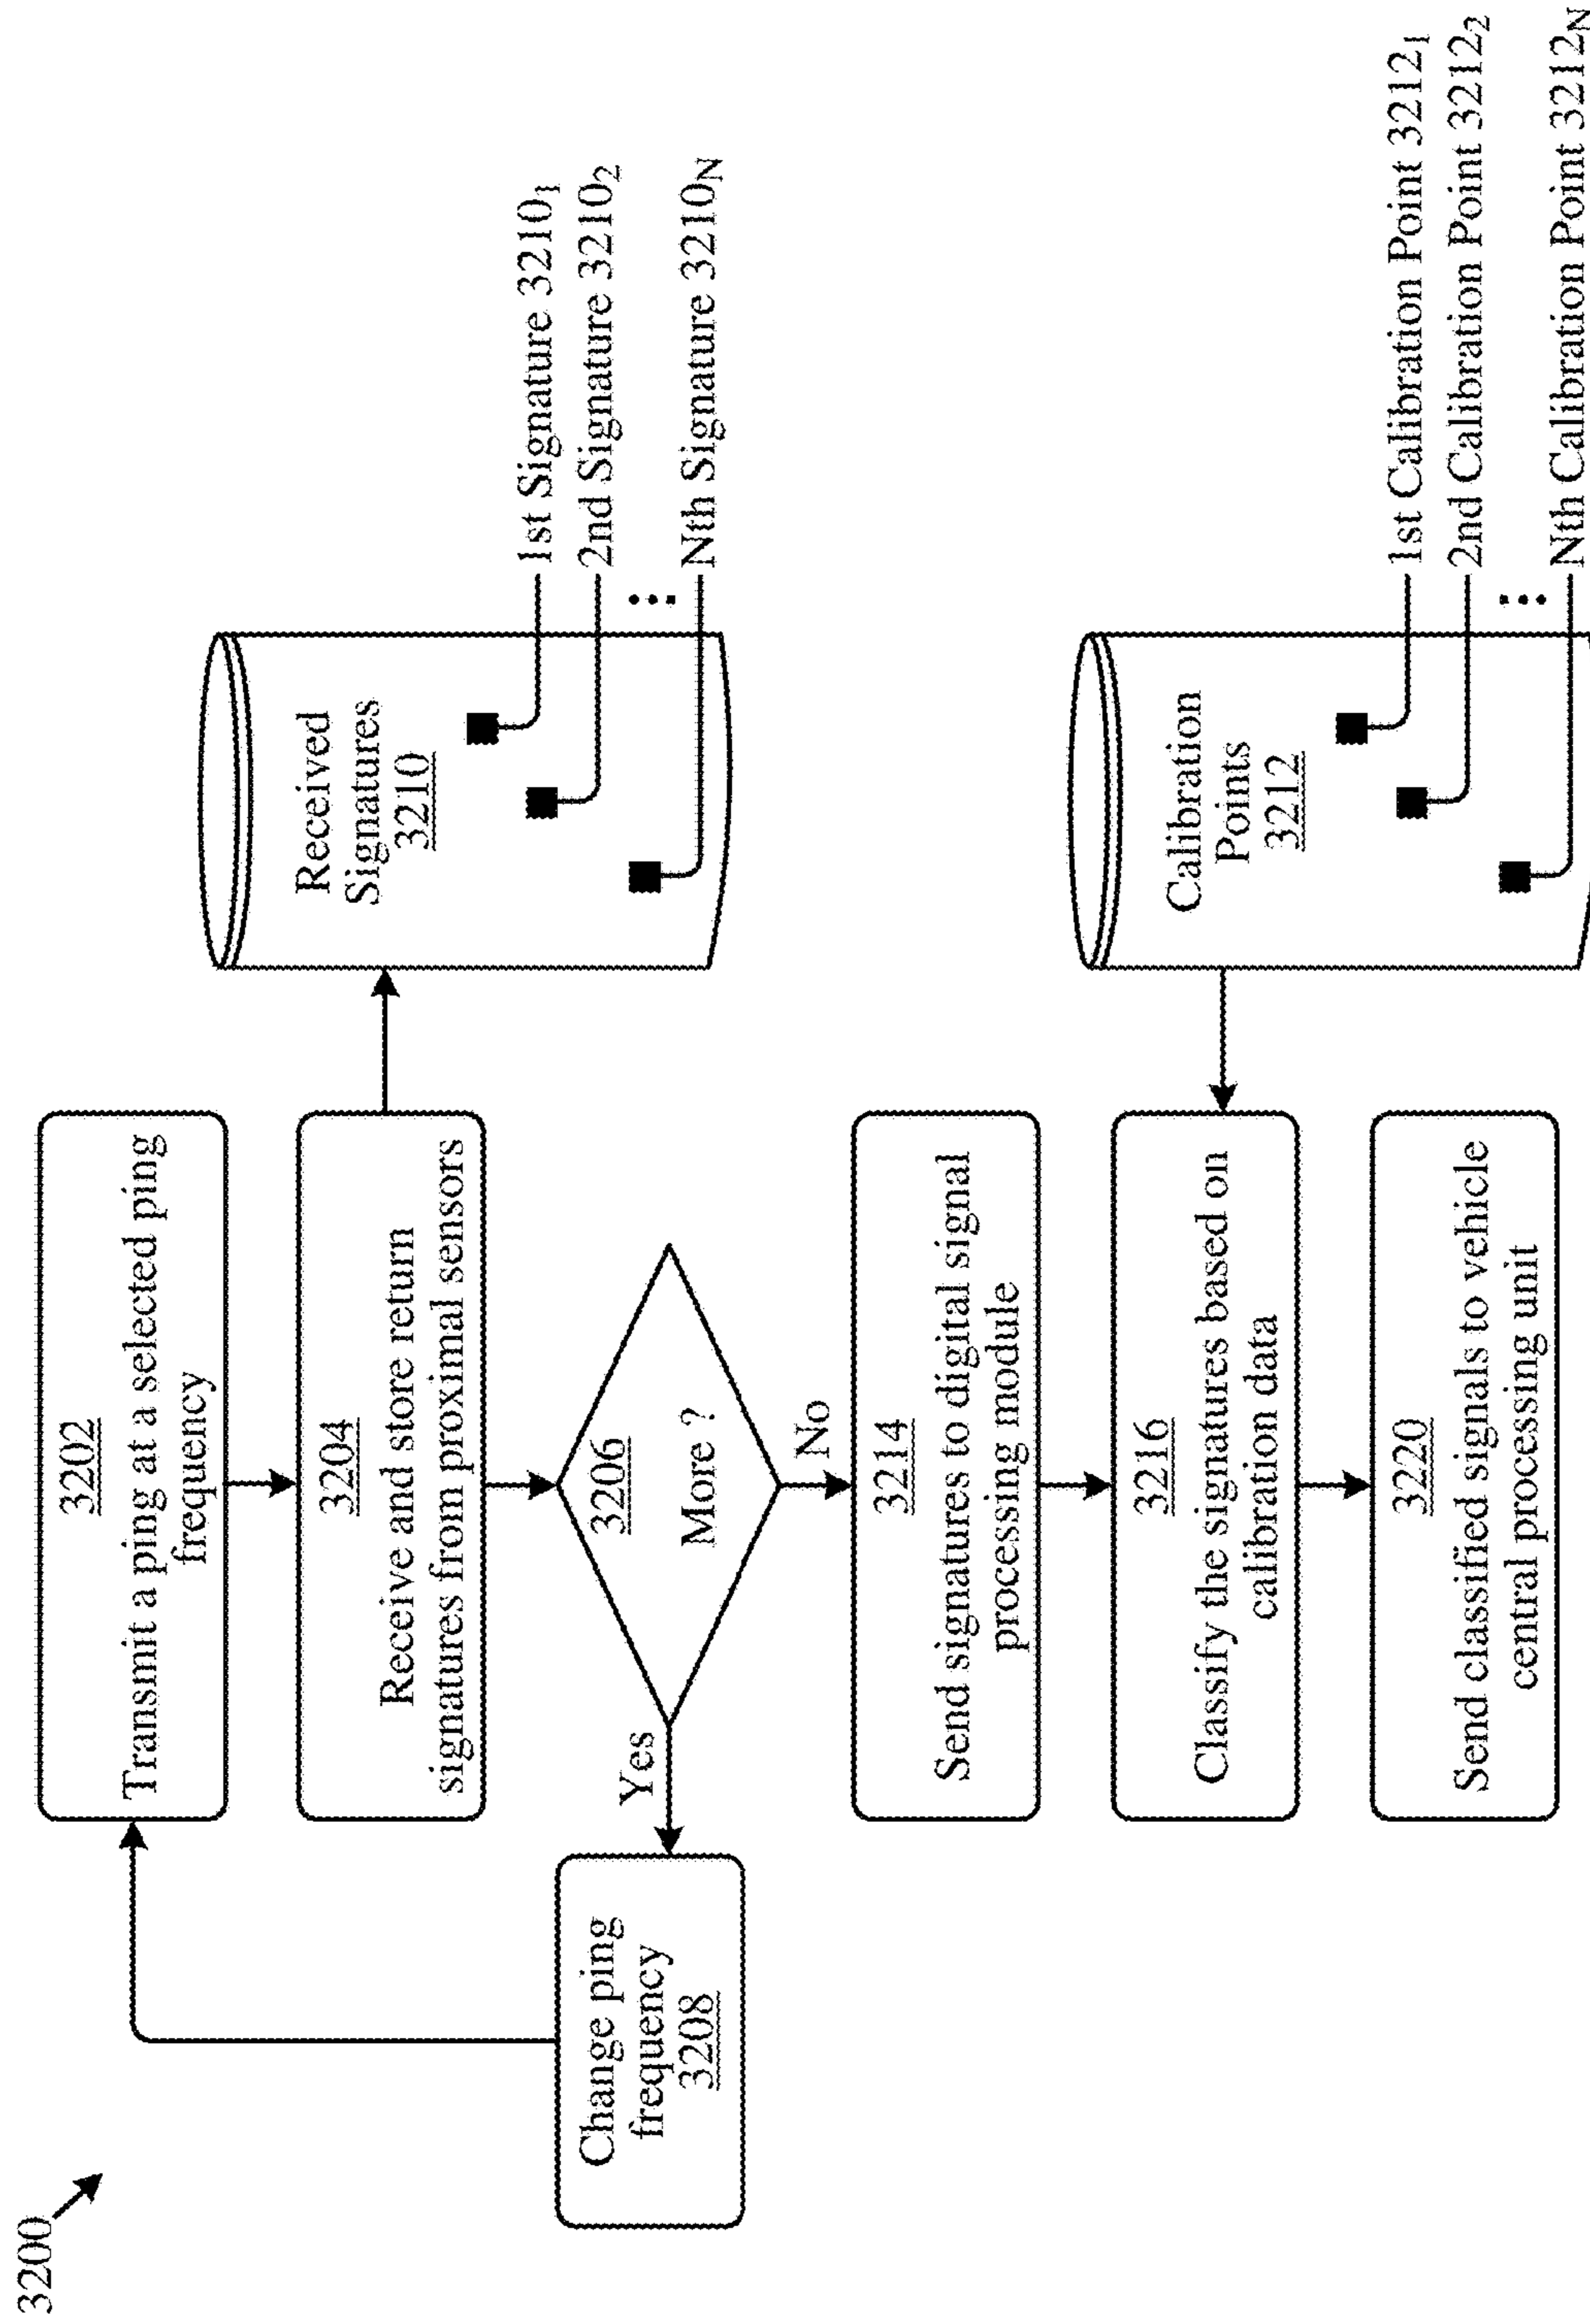 3200
3202
Transmit a ping at a selected ping
frequency
3204
Receive and store return
signatures from proximal sensors
Received
Signatures
3210
1st Signature 3210₁
2nd Signature 3210₂
⋮
Nth Signature 3210N
3206
More ?
Yes
No
Change ping
frequency
3208
3214
Send signatures to digital signal
processing module
3216
Classify the signatures based on
calibration data
Calibration
Points
3212
1st Calibration Point 3212₁
2nd Calibration Point 3212₂
⋮
Nth Calibration Point 3212N
3220
Send classified signals to vehicle
central processing unit